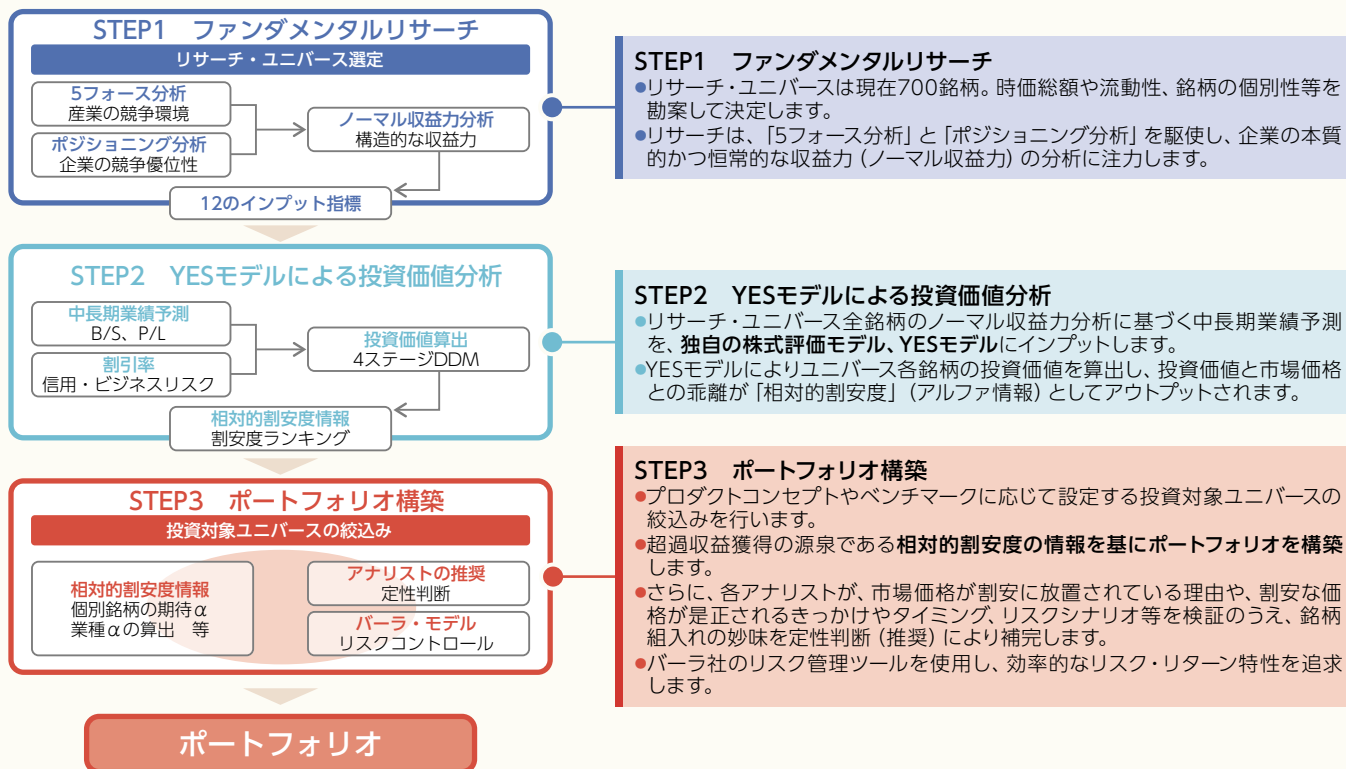 STEP1 ファンダメンタルリサーチ
リサーチ・ユニバース選定
5フォース分析
産業の競争環境
ポジショニング分析
企業の競争優位性
ノーマル収益力分析
構造的な収益力
12のインプット指標
STEP1 ファンダメンタルリサーチ
●リサーチ・ユニバースは現在700銘柄。時価総額や流動性、銘柄の個別性等を
勘案して決定します。
●リサーチは、「5フォース分析」と「ポジショニング分析」を駆使し、企業の本質
的かつ恒常的な収益力（ノーマル収益力）の分析に注力します。
STEP2 YESモデルによる投資価値分析
中長期業績予測
B/S、P/L
割引率
信用・ビジネスリスク
投資価値算出
4ステージDDM
相対的割安度情報
割安度ランキング
STEP2 YESモデルによる投資価値分析
●リサーチ・ユニバース全銘柄のノーマル収益力分析に基づく中長期業績予測
を、独自の株式評価モデル、YESモデルにインプットします。
●YESモデルによりユニバース各銘柄の投資価値を算出し、投資価値と市場価格
との乖離が「相対的割安度」（アルファ情報）としてアウトプットされます。
STEP3 ポートフォリオ構築
投資対象ユニバースの絞込み
相対的割安度情報
個別銘柄の期待α
業種αの算出 等
アナリストの推奨
定性判断
バーラ・モデル
リスクコントロール
STEP3 ポートフォリオ構築
●プロダクトコンセプトやベンチマークに応じて設定する投資対象ユニバースの
絞込みを行います。
●超過収益獲得の源泉である相対的割安度の情報を基にポートフォリオを構築
します。
●さらに、各アナリストが、市場価格が割安に放置されている理由や、割安な価
格が是正されるきっかけやタイミング、リスクシナリオ等を検証のうえ、銘柄
組入れの妙味を定性判断（推奨）により補完します。
●バーラ社のリスク管理ツールを使用し、効率的なリスク・リターン特性を追求
します。
ポートフォリオ